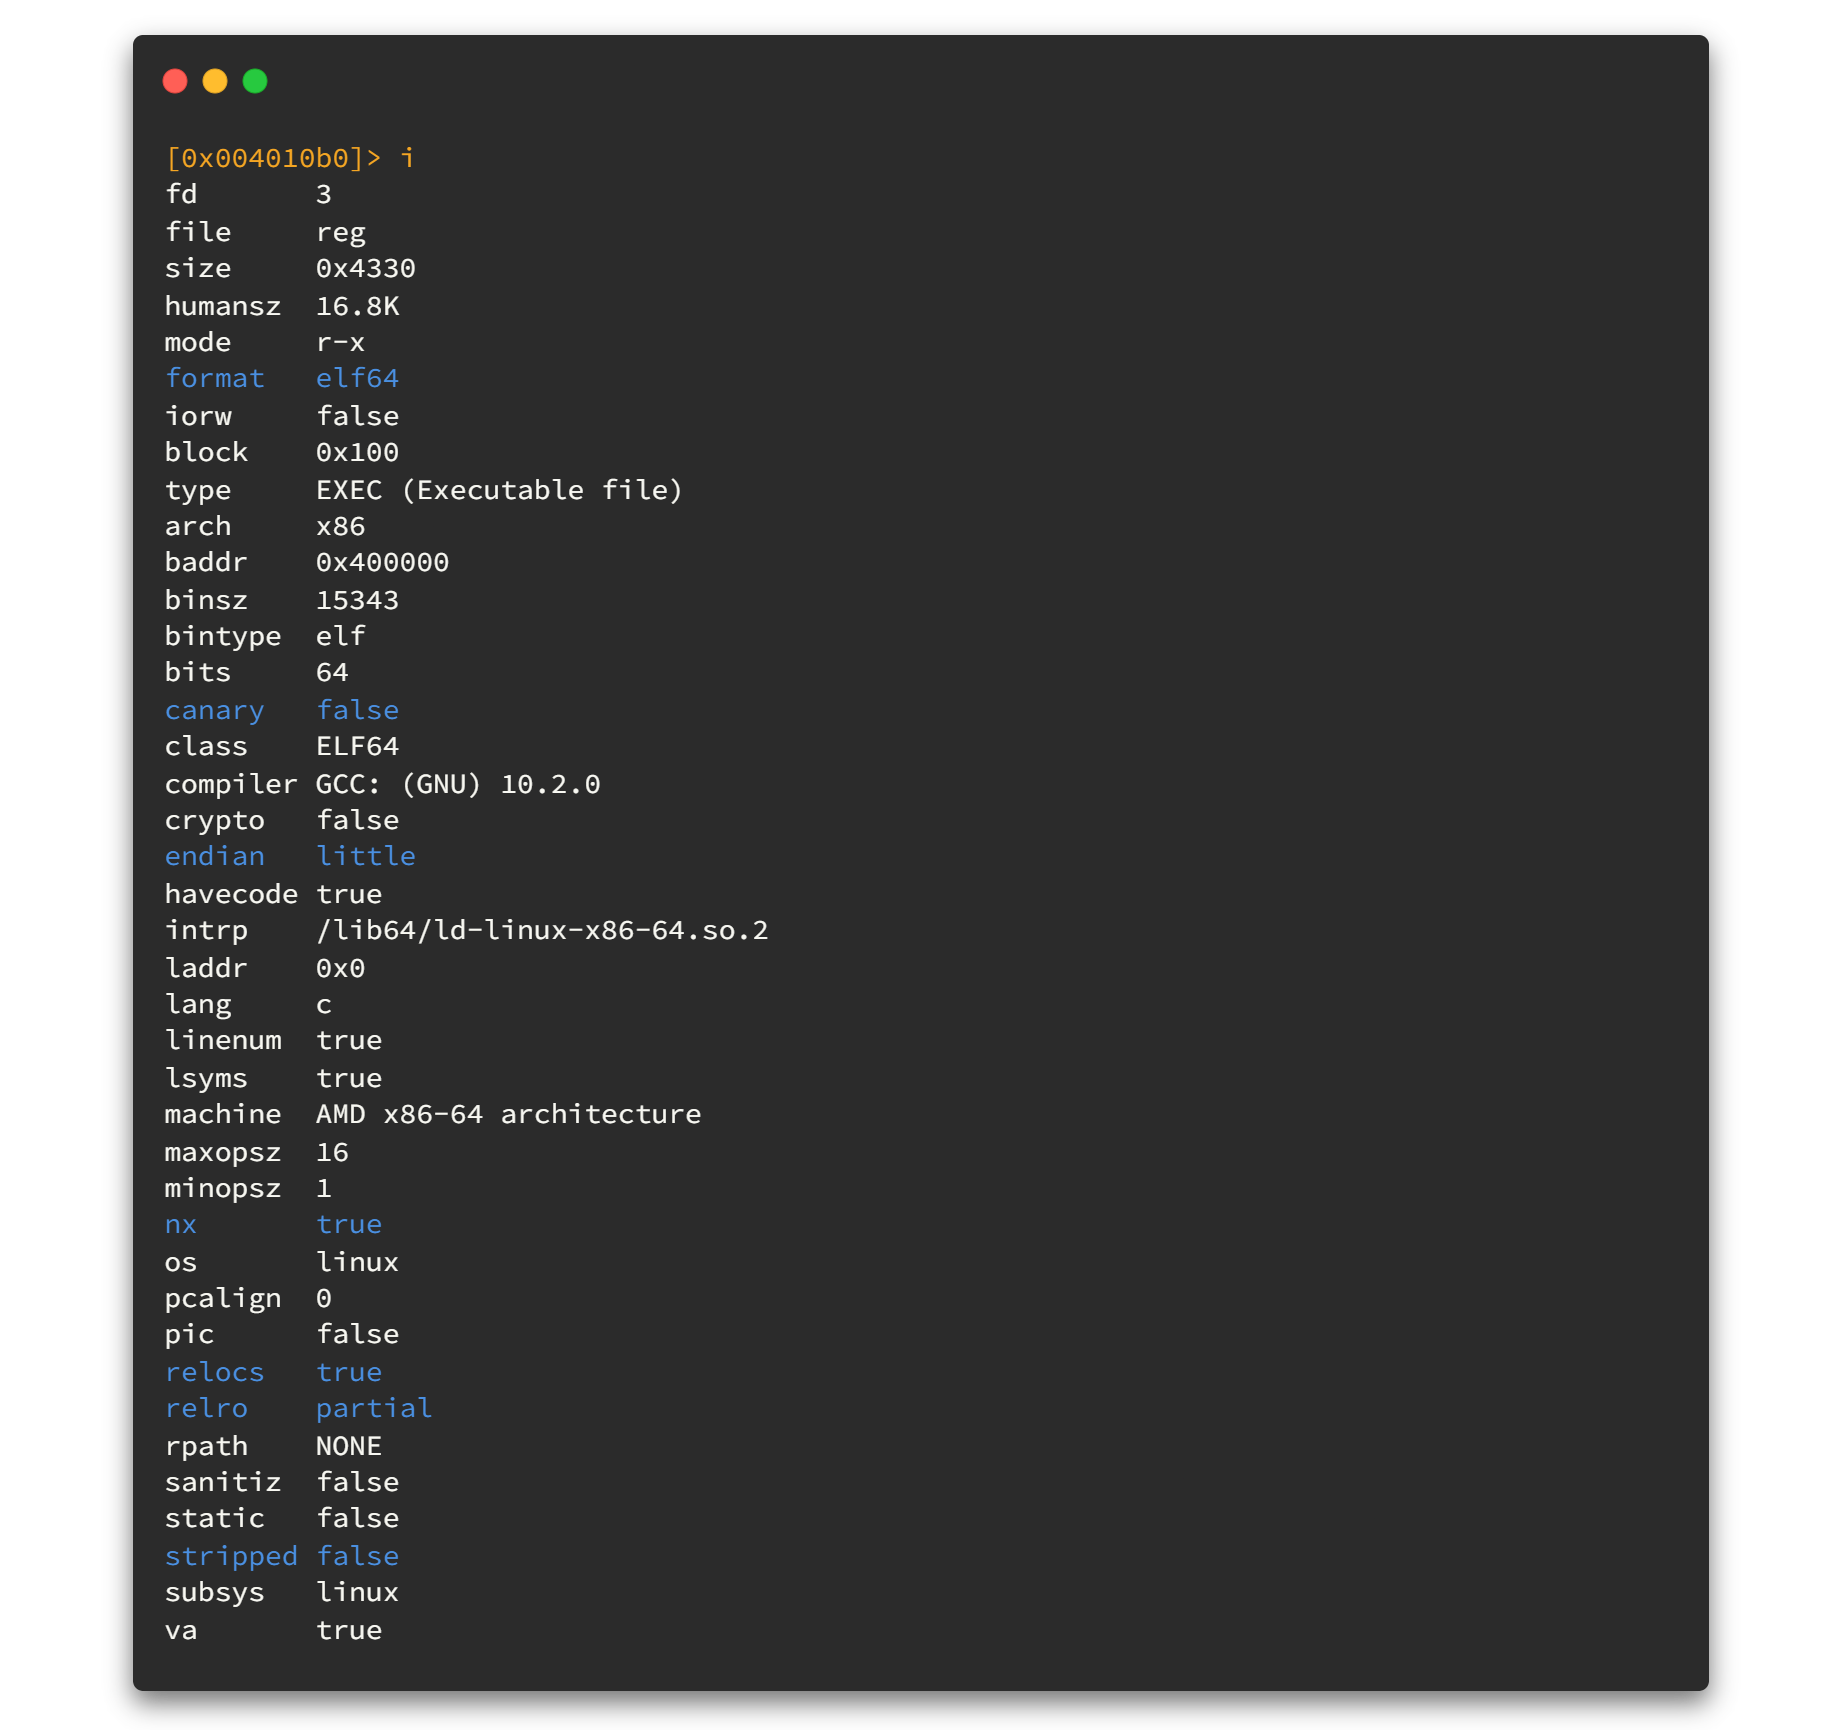 [0x004010b0]> i
fd       3
file     reg
size     0x4330
humansz  16.8K
mode     r-x
format   elf64
iorw     false
block    0x100
type     EXEC (Executable file)
arch     x86
baddr    0x400000
binsz    15343
bintype  elf
bits     64
canary   false
class    ELF64
compiler GCC: (GNU) 10.2.0
crypto   false
endian   little
havecode true
intrp    /lib64/ld-linux-x86-64.so.2
laddr    0x0
lang     c
linenum  true
lsyms    true
machine  AMD x86-64 architecture
maxopsz  16
minopsz  1
nx       true
os       linux
pcalign  0
pic      false
relocs   true
relro    partial
rpath    NONE
sanitiz  false
static   false
stripped false
subsys   linux
va       true